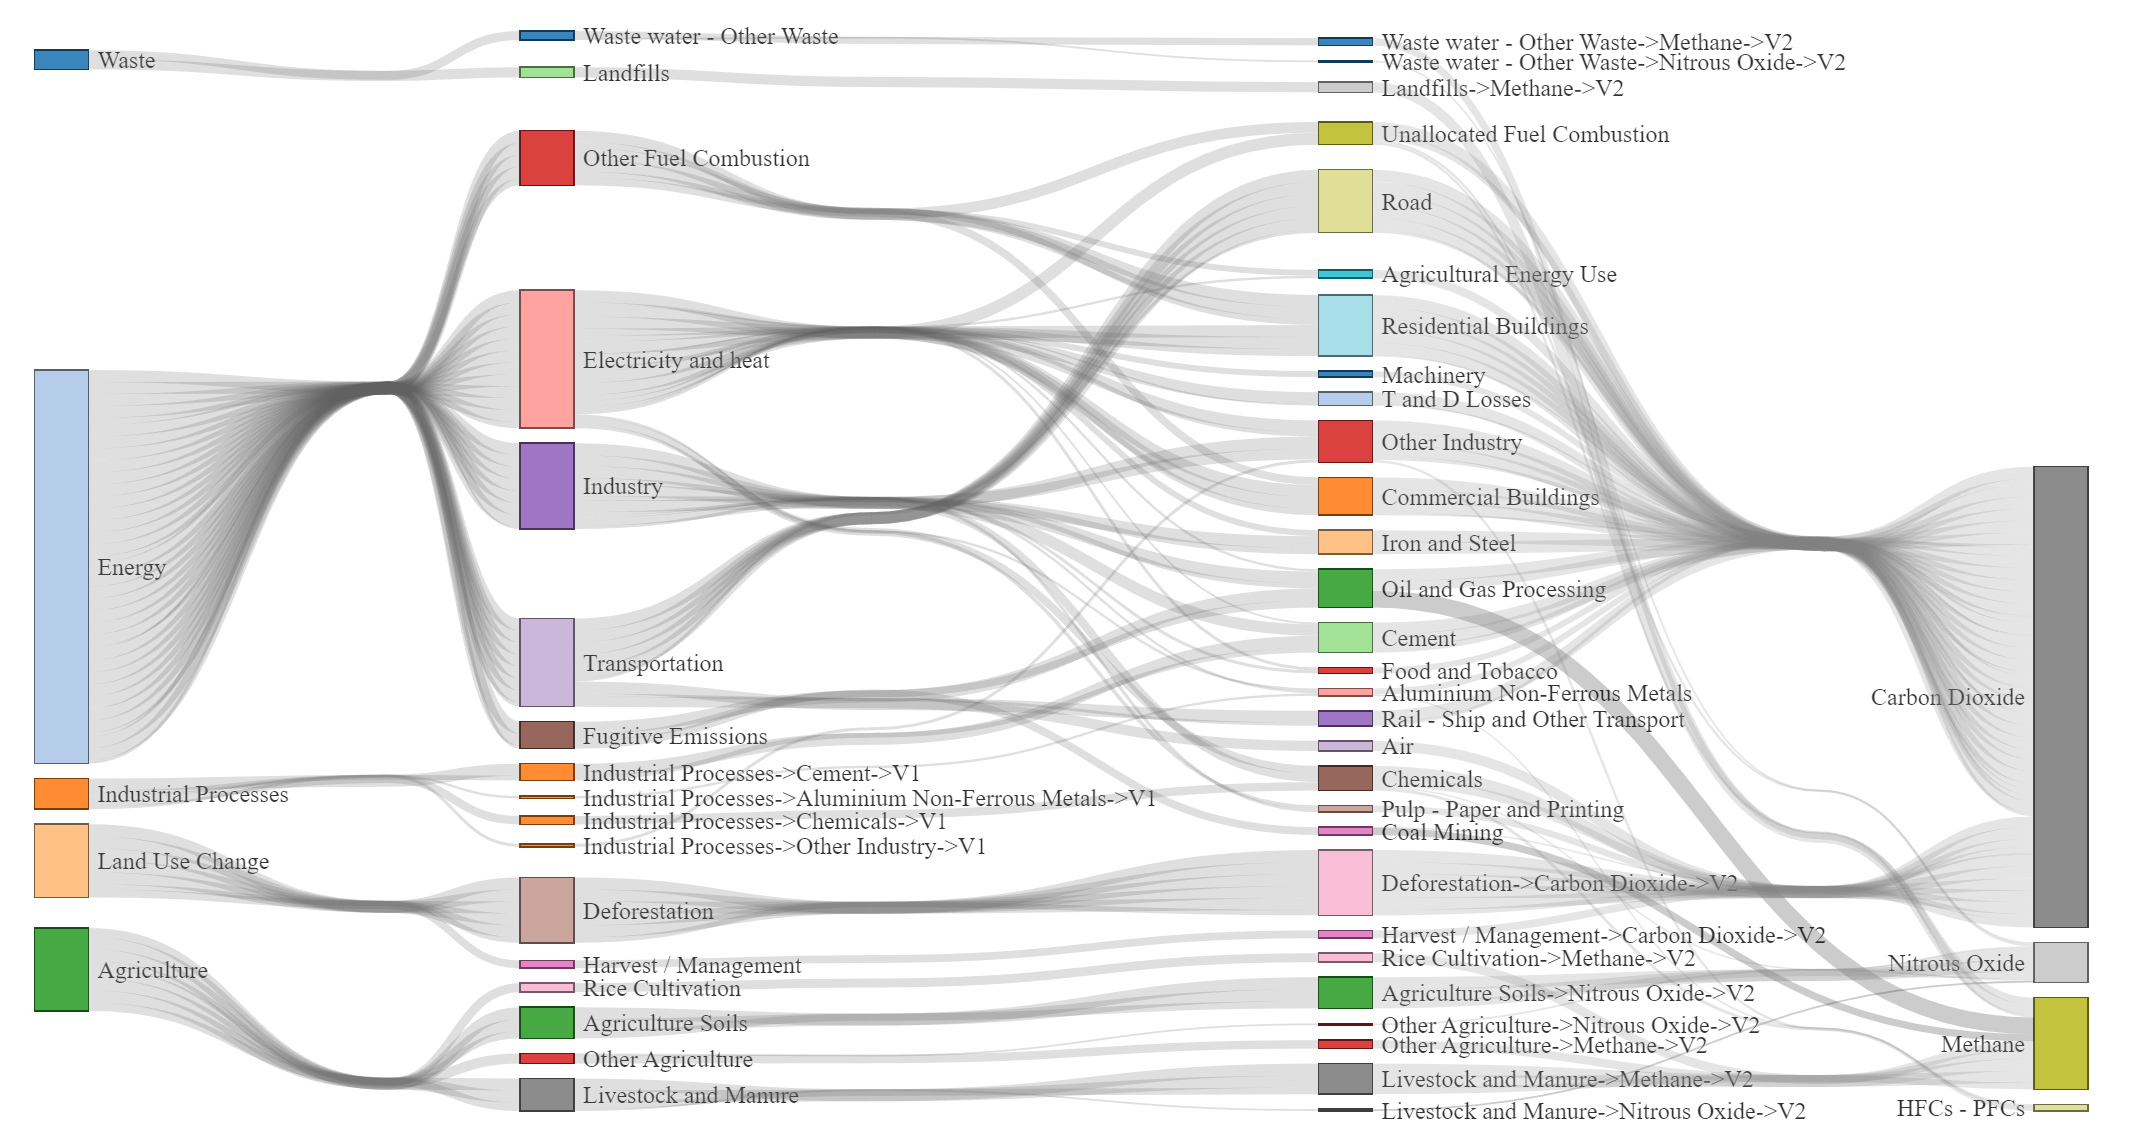 Waste
Energy
Industrial Processes
Land Use Change
Agriculture
Waste water - Other Waste
Landfills
Other Fuel Combustion
Electricity and heat
Industry
Transportation
Fugitive Emissions
Industrial Processes->Cement->V1
Industrial Processes->Aluminium Non-Ferrous Metals->V1
Industrial Processes->Chemicals->V1
Industrial Processes->Other Industry->V1
Deforestation
Harvest / Management
Rice Cultivation
Agriculture Soils
Other Agriculture
Livestock and Manure
Waste water - Other Waste->Methane->V2
Waste water - Other Waste->Nitrous Oxide->V2
Landfills->Methane->V2
Unallocated Fuel Combustion
Road
Agricultural Energy Use
Residential Buildings
Machinery
T and D Losses
Other Industry
Commercial Buildings
Iron and Steel
Oil and Gas Processing
Cement
Food and Tobacco
Aluminium Non-Ferrous Metals
Rail - Ship and Other Transport
Air
Chemicals
Pulp - Paper and Printing
Coal Mining
Deforestation->Carbon Dioxide->V2
Harvest / Management->Carbon Dioxide->V2
Rice Cultivation->Methane->V2
Agriculture Soils->Nitrous Oxide->V2
Other Agriculture->Nitrous Oxide->V2
Other Agriculture->Methane->V2
Livestock and Manure->Methane->V2
Livestock and Manure->Nitrous Oxide->V2
Carbon Dioxide
Nitrous Oxide
Methane
HFCs - PFCs